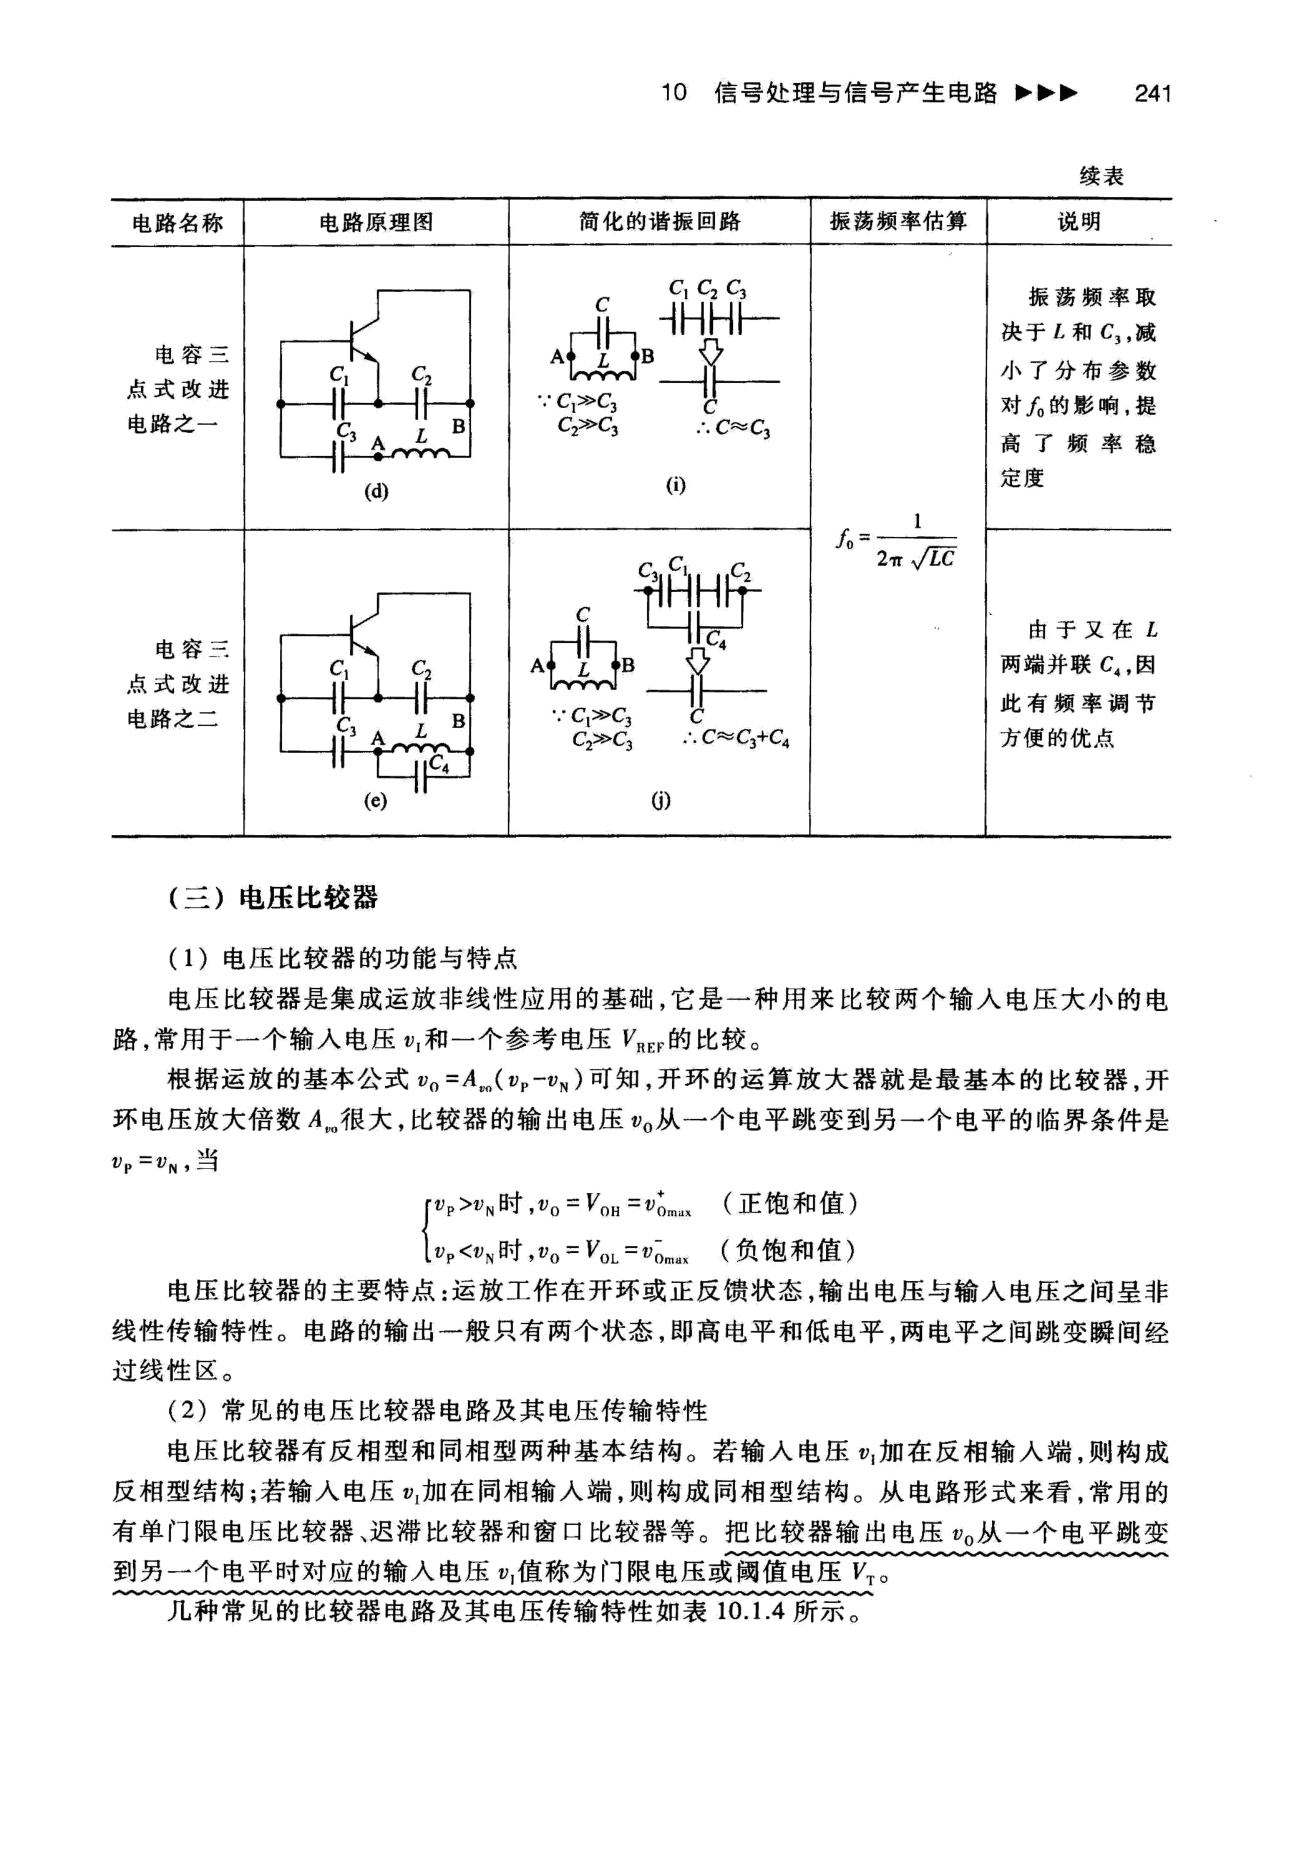 10 信号处理与信号产生电路 ▶▶▶ 241
续表
电路名称 电路原理图 简化的谐振回路 振荡频率估算 说明
电容三
点式改进
电路之一
C₁ C₂
C₃ A L B
(d)
C C₁ C₂ C₃
A L B
∵C₁≫C₃
C₂≫C₃
C
∴C≈C₃
(i)
振荡频率取
决于 L 和 C₃,减
小了分布参数
对 f₀的影响,提
高了频率稳
定度
f₀=1/(2π√LC)
电容三
点式改进
电路之二
C₁ C₂
C₃ A L B
C₄
(e)
C₃ C₁ C₂
C C₄
A L B
∵C₁≫C₃
C₂≫C₃
C
∴C≈C₃+C₄
(j)
由于又在 L
两端并联 C₄,因
此有频率调节
方便的优点
(三) 电压比较器
(1) 电压比较器的功能与特点
电压比较器是集成运放非线性应用的基础,它是一种用来比较两个输入电压大小的电
路,常用于一个输入电压 v_I和一个参考电压 V_REF的比较。
根据运放的基本公式 v_O=A_vo(v_P-v_N)可知,开环的运算放大器就是最基本的比较器,开
环电压放大倍数 A_vo很大,比较器的输出电压 v_O从一个电平跳变到另一个电平的临界条件是
v_P=v_N,当
v_P>v_N时,v_O=V_OH=v⁺_Omax (正饱和值)
v_P<v_N时,v_O=V_OL=v⁻_Omax (负饱和值)
电压比较器的主要特点:运放工作在开环或正反馈状态,输出电压与输入电压之间呈非
线性传输特性。电路的输出一般只有两个状态,即高电平和低电平,两电平之间跳变瞬间经
过线性区。
(2) 常见的电压比较器电路及其电压传输特性
电压比较器有反相型和同相型两种基本结构。若输入电压 v_I加在反相输入端,则构成
反相型结构;若输入电压 v_I加在同相输入端,则构成同相型结构。从电路形式来看,常用的
有单门限电压比较器、迟滞比较器和窗口比较器等。把比较器输出电压 v_O从一个电平跳变
到另一个电平时对应的输入电压 v_I值称为门限电压或阈值电压 V_T。
几种常见的比较器电路及其电压传输特性如表 10.1.4 所示。